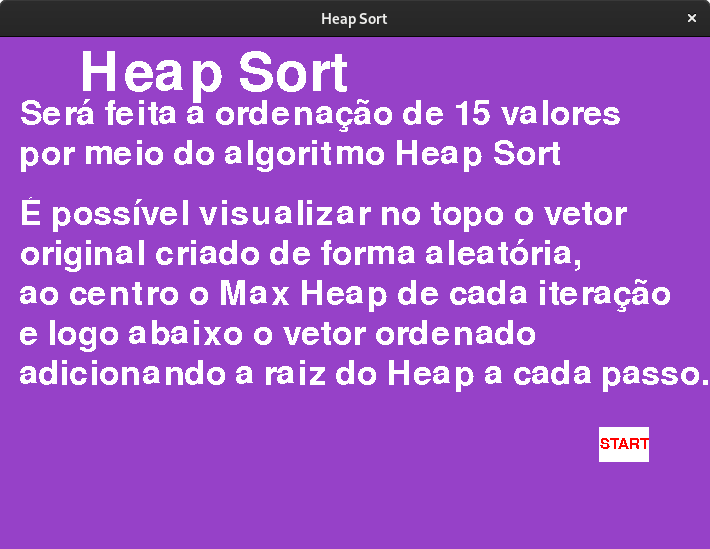 Heap Sort
Heap Sort
Será feita a ordenação de 15 valores
por meio do algoritmo Heap Sort
É possível visualizar no topo o vetor
original criado de forma aleatória,
ao centro o Max Heap de cada iteração
e logo abaixo o vetor ordenado
adicionando a raiz do Heap a cada passo.
START